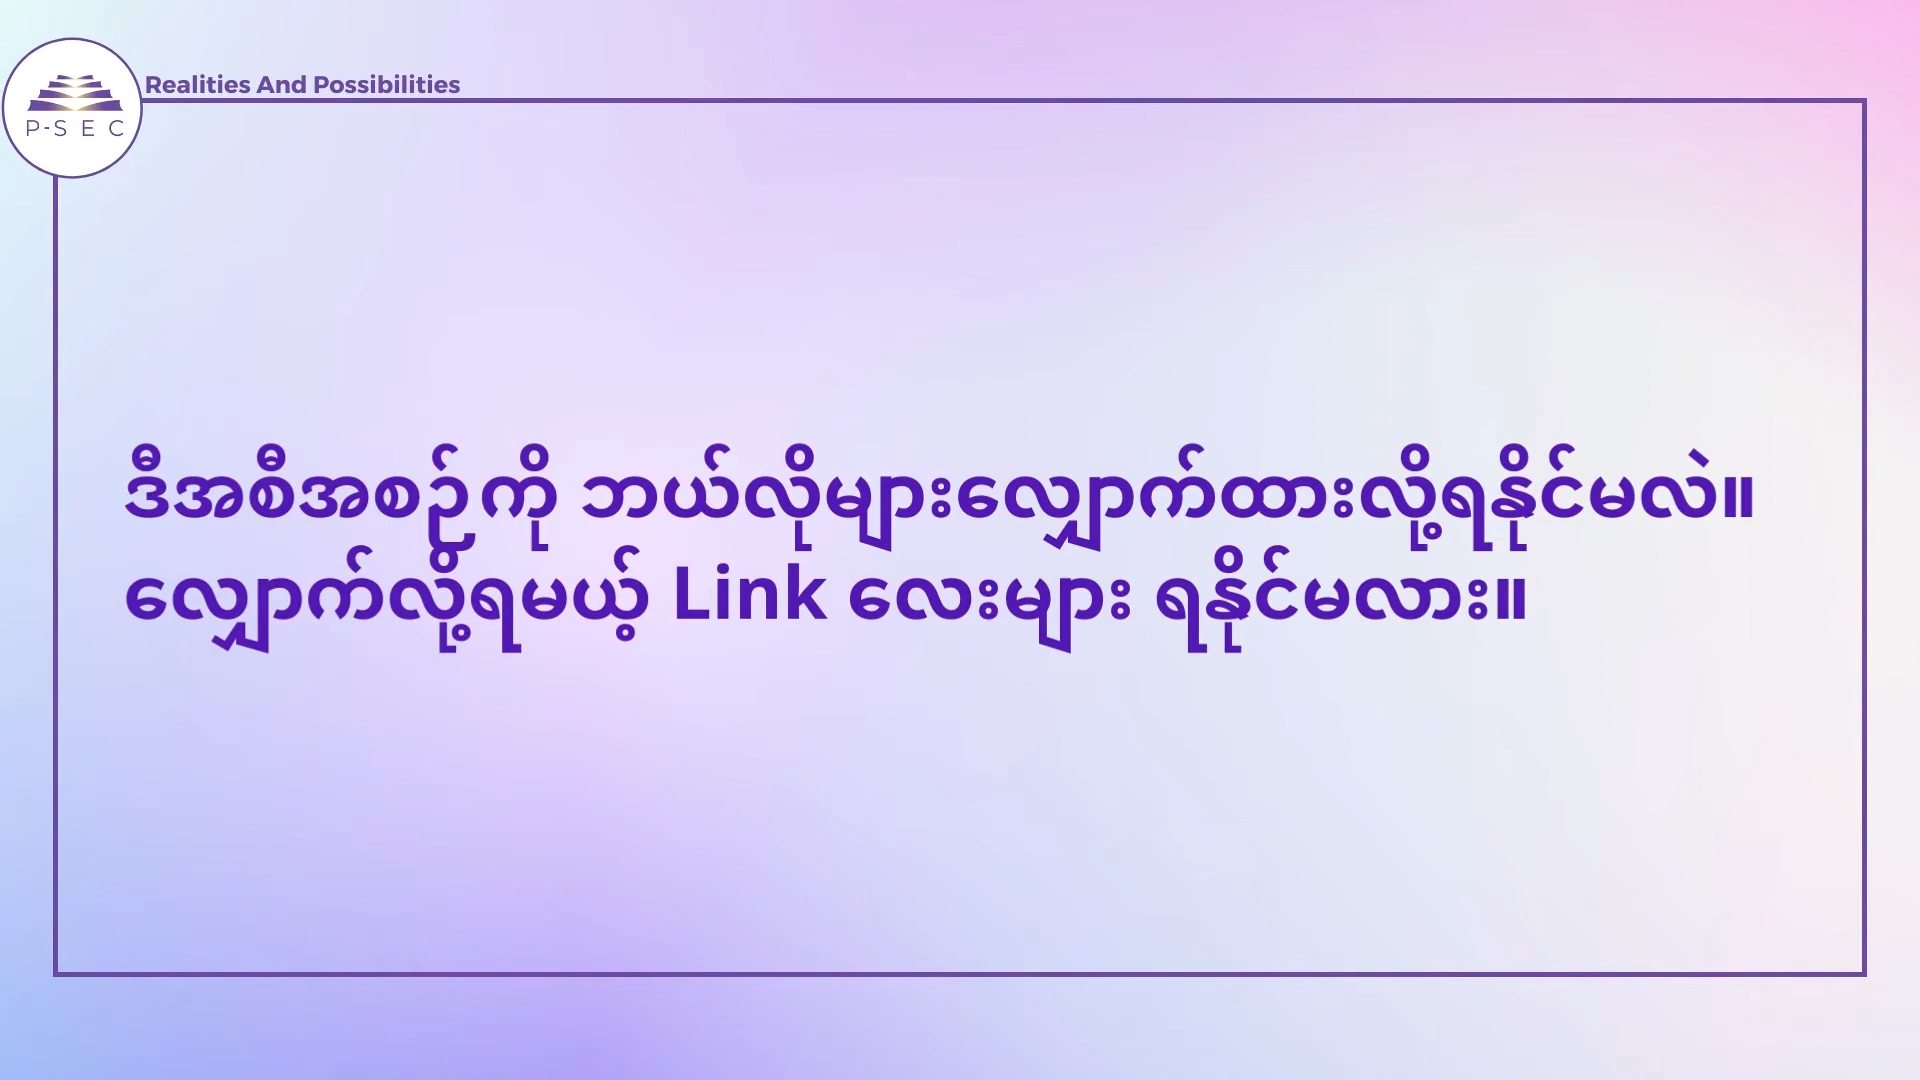 Realities And Possibilities
P-SEC
ဒီအစီအစဉ်ကို ဘယ်လိုများလျှောက်ထားလို့ရနိုင်မလဲ။
လျှောက်လို့ရမယ့် Link လေးများ ရနိုင်မလား။